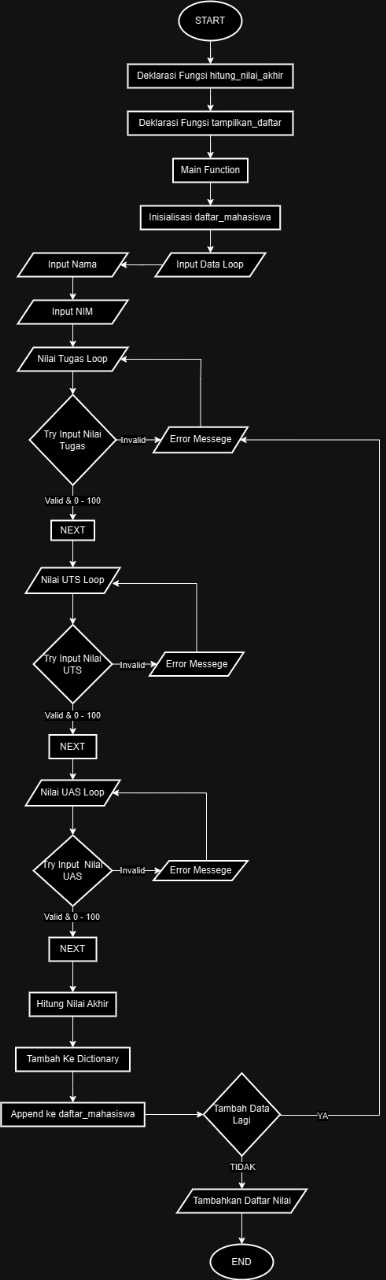 START
Deklarasi Fungsi hitung_nilai_akhir
Deklarasi Fungsi tampilkan_daftar
Main Function
Inisialisasi daftar_mahasiswa
Input Data Loop
Input Nama
Input NIM
Nilai Tugas Loop
Try Input Nilai
Tugas
Invalid
Error Messege
Valid & 0 - 100
NEXT
Nilai UTS Loop
Try Input Nilai
UTS
Invalid
Error Messege
Valid & 0 - 100
NEXT
Nilai UAS Loop
Try Input Nilai
UAS
Invalid
Error Messege
Valid & 0 - 100
NEXT
Hitung Nilai Akhir
Tambah Ke Dictionary
Append ke daftar_mahasiswa
Tambah Data
Lagi
YA
TIDAK
Tambahkan Daftar Nilai
END